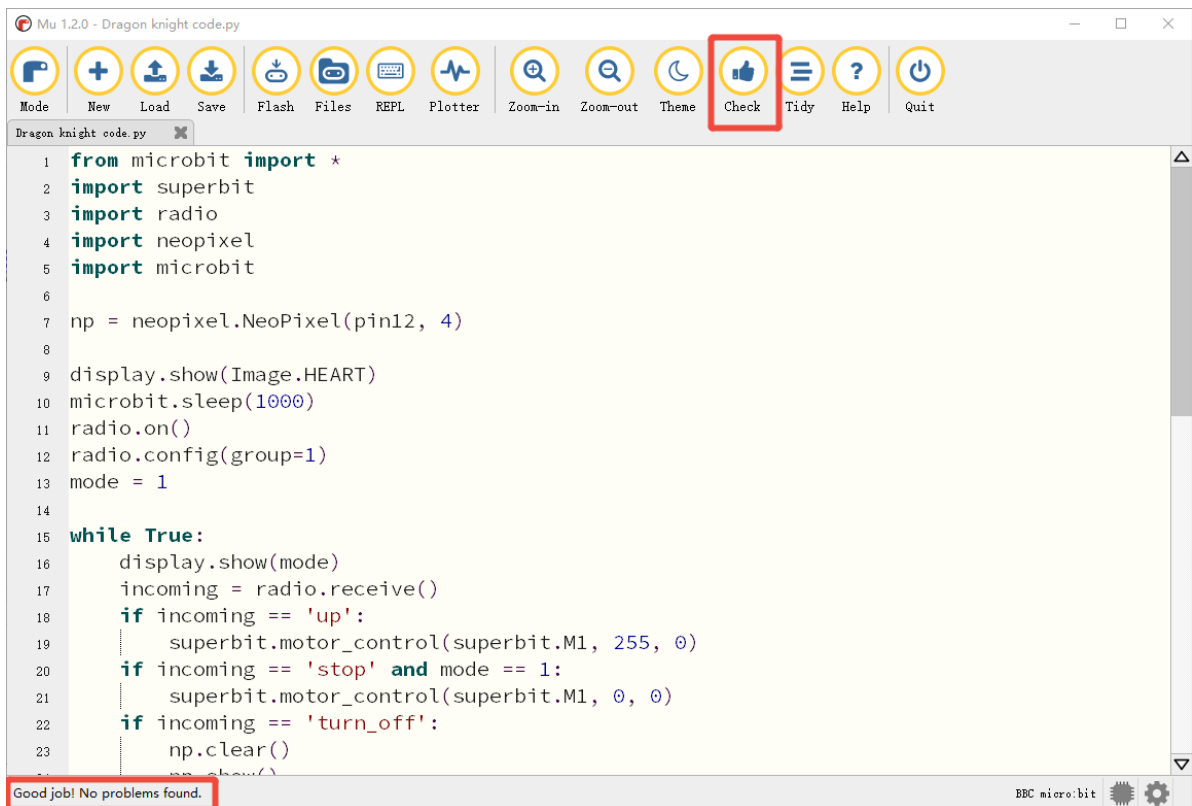 Mu 1.2.0 - Dragon knight code.py
Mode New Load Save Flash Files REPL Plotter Zoom-in Zoom-out Theme Check Tidy Help Quit
Dragon knight code.py
1 from microbit import *
2 import superbit
3 import radio
4 import neopixel
5 import microbit
6
7 np = neopixel.NeoPixel(pin12, 4)
8
9 display.show(Image.HEART)
10 microbit.sleep(1000)
11 radio.on()
12 radio.config(group=1)
13 mode = 1
14
15 while True:
16 display.show(mode)
17 incoming = radio.receive()
18 if incoming == 'up':
19 superbit.motor_control(superbit.M1, 255, 0)
20 if incoming == 'stop' and mode == 1:
21 superbit.motor_control(superbit.M1, 0, 0)
22 if incoming == 'turn_off':
23 np.clear()
np.show()
Good job! No problems found. BBC micro:bit